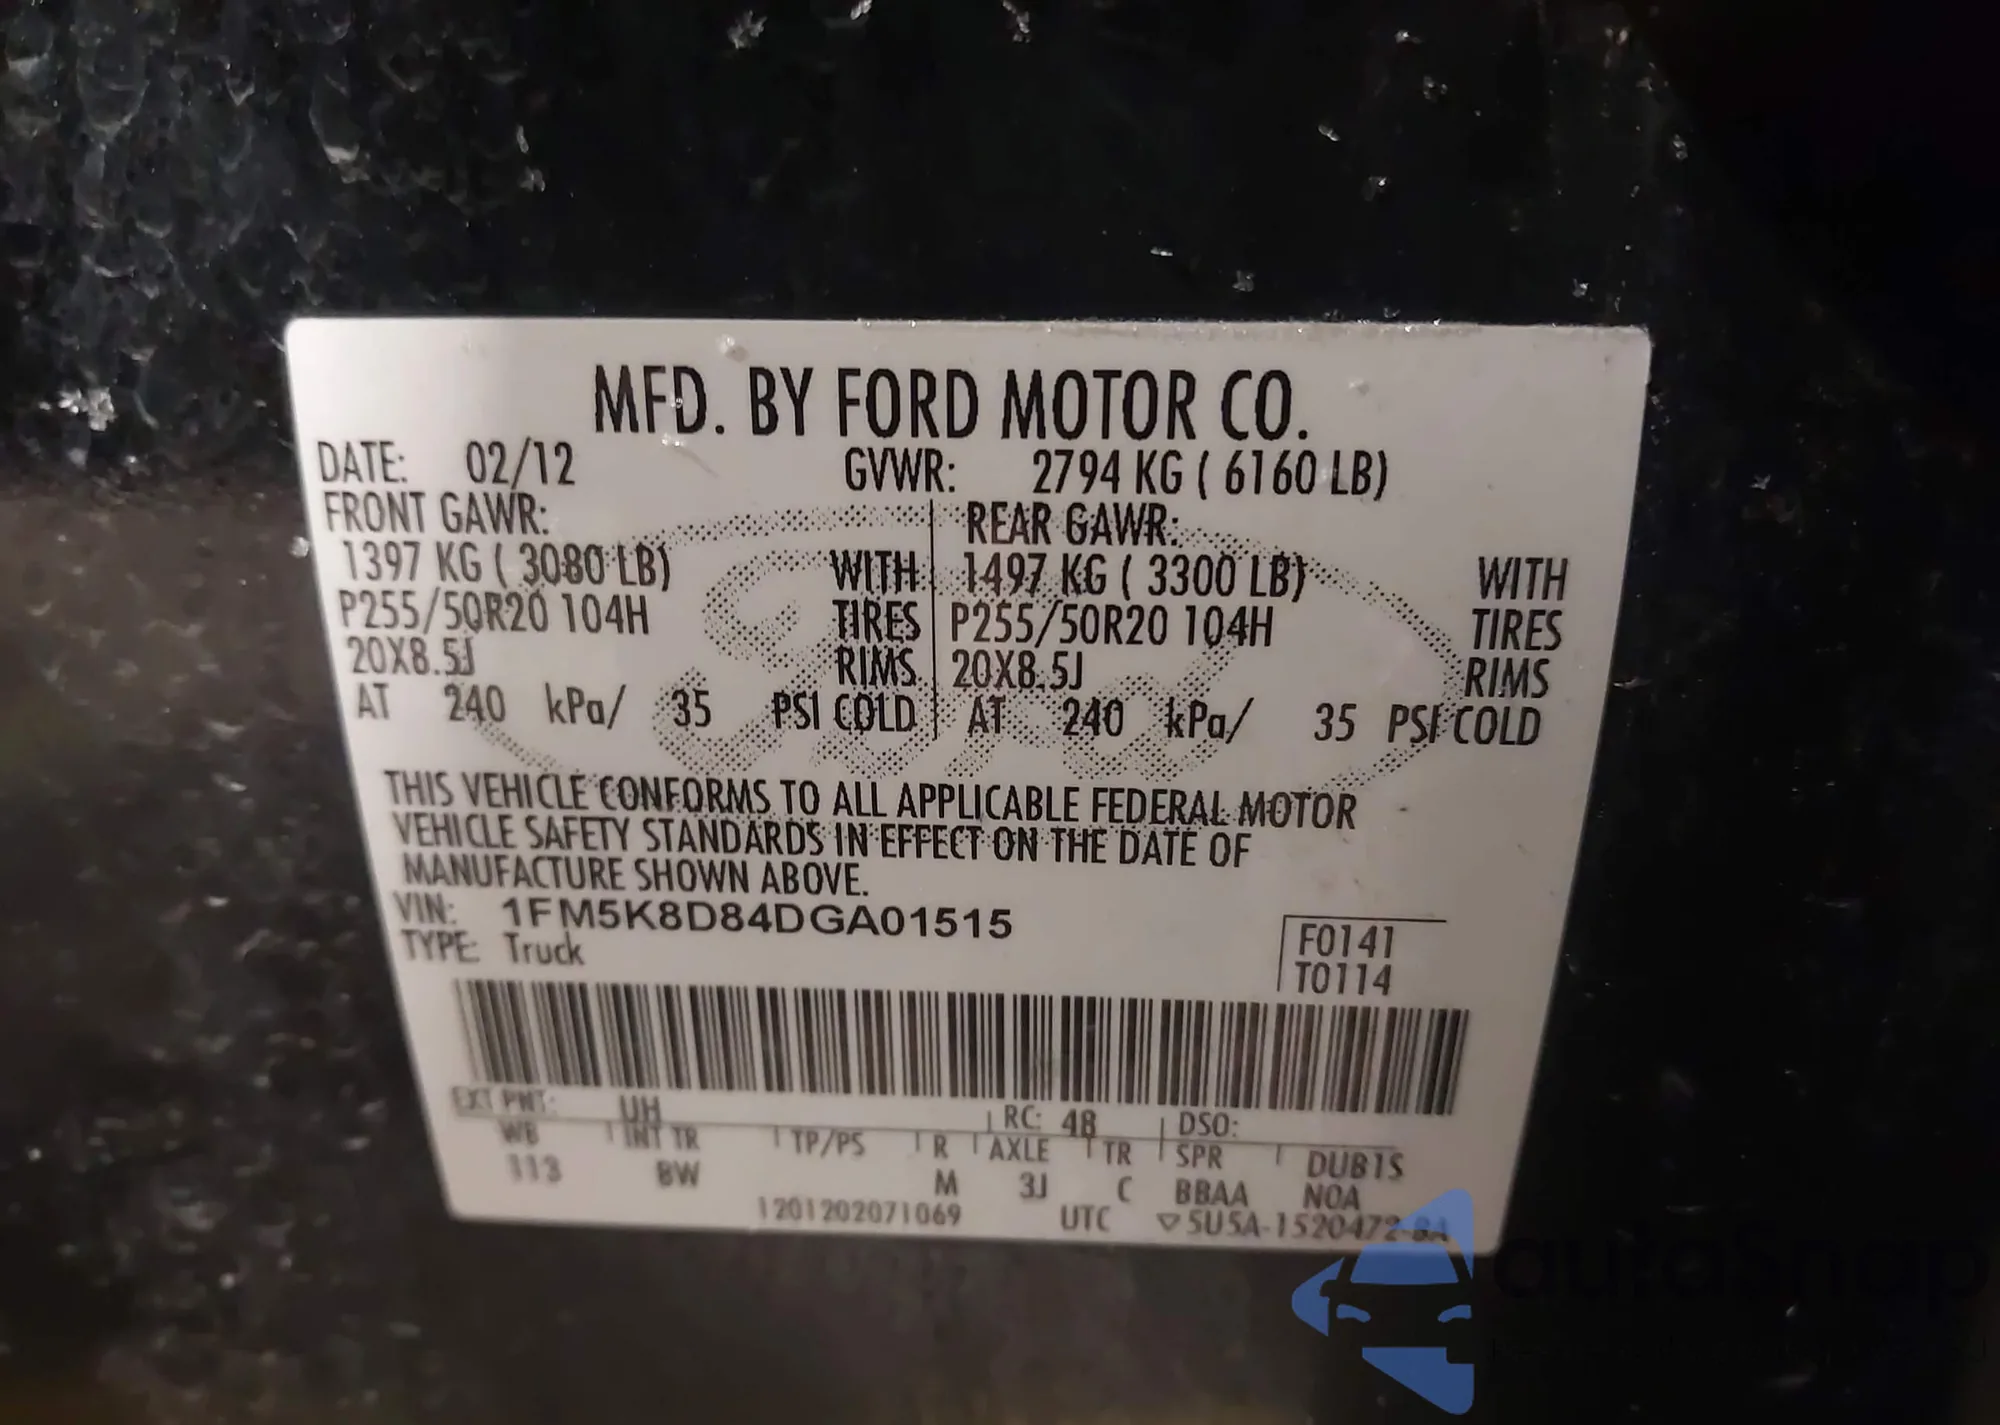 MFD. BY FORD MOTOR CO.
DATE: 02/12 GVWR: 2794 KG ( 6160 LB)
FRONT GAWR: REAR GAWR:
1397 KG ( 3080 LB) WITH 1497 KG ( 3300 LB) WITH
P255/50R20 104H TIRES P255/50R20 104H TIRES
20X8.5J RIMS 20X8.5J RIMS
AT 240 kPa/ 35 PSI COLD AT 240 kPa/ 35 PSI COLD
THIS VEHICLE CONFORMS TO ALL APPLICABLE FEDERAL MOTOR
VEHICLE SAFETY STANDARDS IN EFFECT ON THE DATE OF
MANUFACTURE SHOWN ABOVE.
VIN: 1FM5K8D84DGA01515
TYPE: Truck
F0141
T0114
EXT PNT: UH RC: 48 DSO:
WB INT TR TP/PS R AXLE TR SPR DUB1S
113 BW M 3J C BBAA NOA
1201202071069 UTC ▽5U5A-1520472-BA